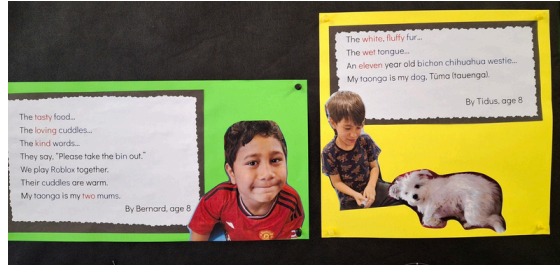 The tasty food...
The loving cuddles...
The kind words...
They say, "Please take the bin out."
We play Roblox together.
Their cuddles are warm.
My taonga is my two mums.
By Bernard, age 8
The white, fluffy fur...
The wet tongue...
An eleven year old bichon chihuahua westie...
My taonga is my dog, Tūma (tauenga).
By Tidus, age 8